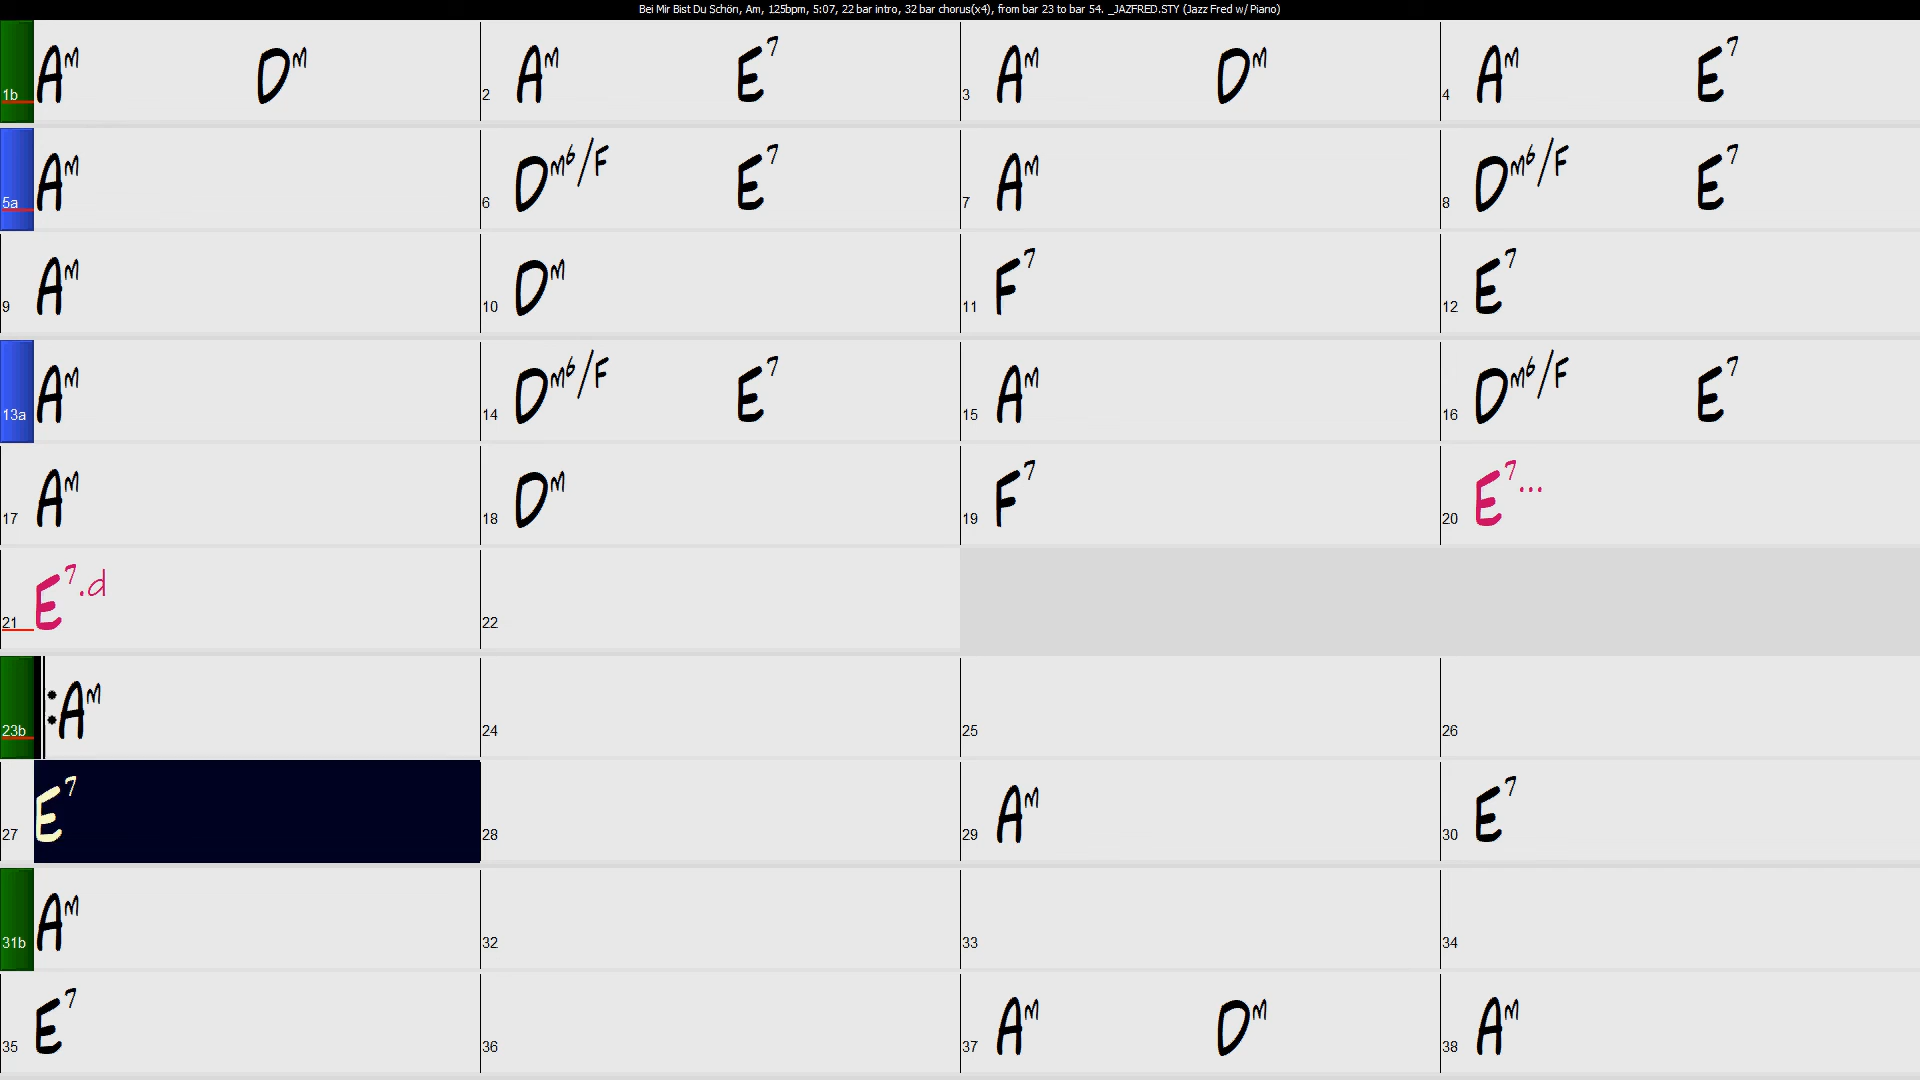 Bei Mir Bist Du Schön, Am, 125bpm, 5:07, 22 bar intro, 32 bar chorus(x4), from bar 23 to bar 54. _JAZFRED.STY (Jazz Fred w/ Piano)
1b Am Dm 2 Am E7 3 Am Dm 4 Am E7
5a Am 6 Dm6/F E7 7 Am 8 Dm6/F E7
9 Am 10 Dm 11 F7 12 E7
13a Am 14 Dm6/F E7 15 Am 16 Dm6/F E7
17 Am 18 Dm 19 F7 20 E7...
21 E7.d 22
23b Am 24 25 26
27 E7 28 29 Am 30 E7
31b Am 32 33 34
35 E7 36 37 Am Dm 38 Am